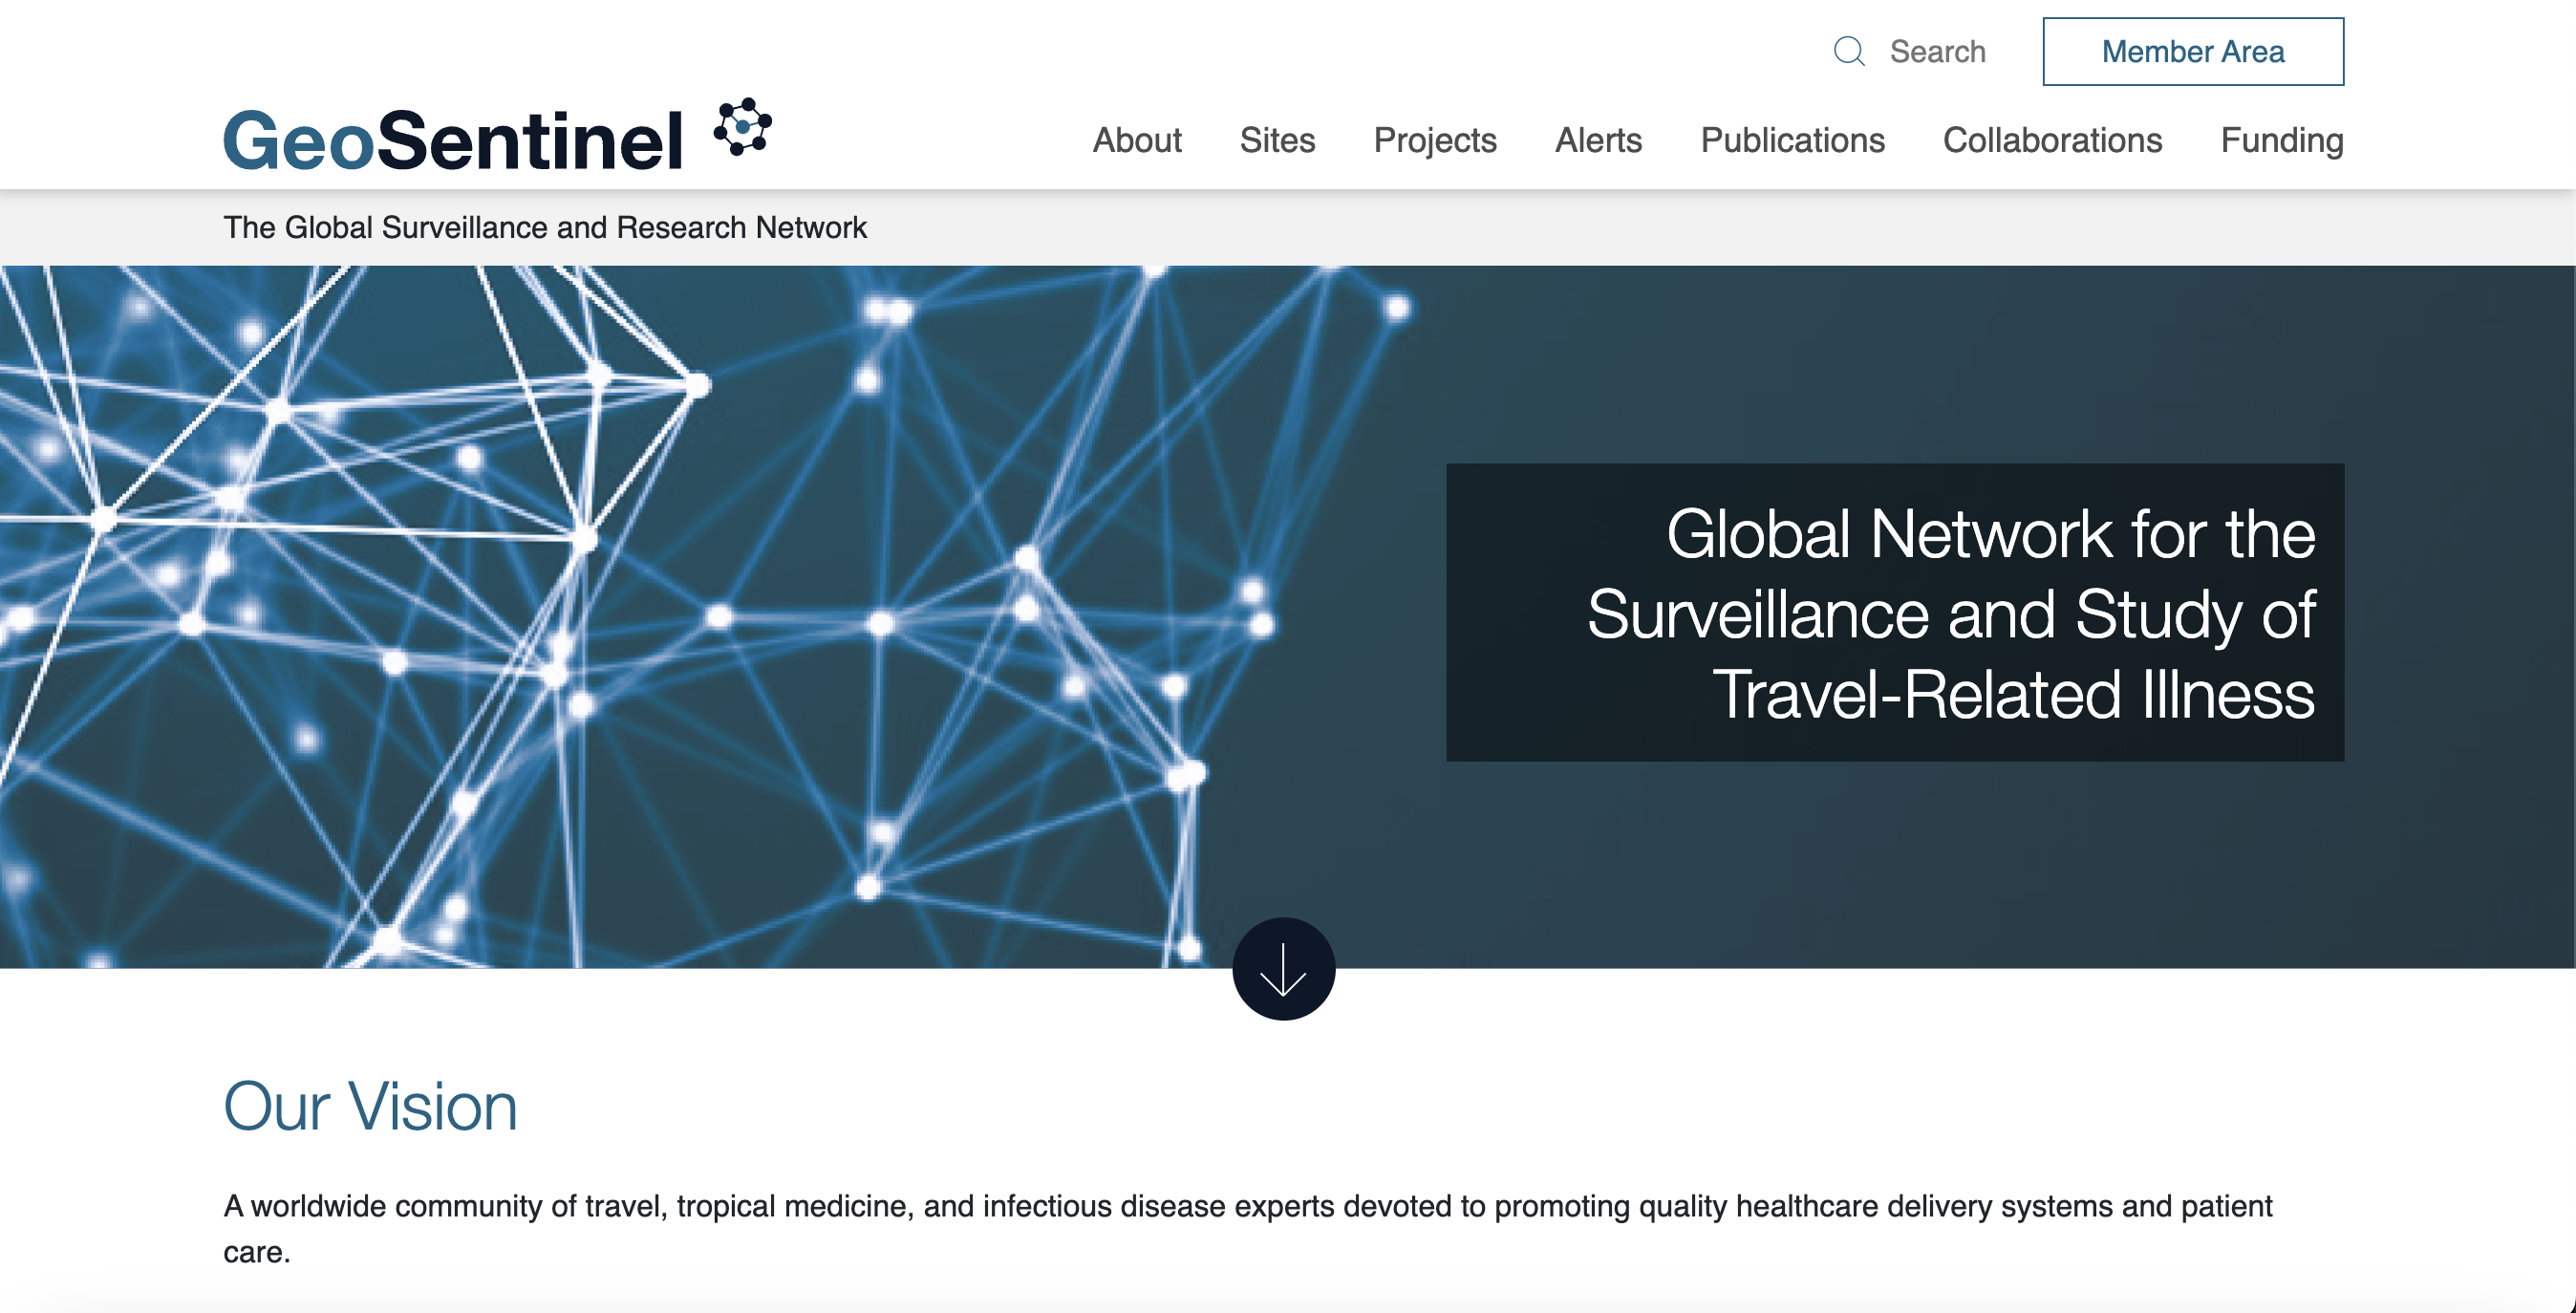 Search
Member Area
GeoSentinel
About Sites Projects Alerts Publications Collaborations Funding
The Global Surveillance and Research Network
Global Network for the
Surveillance and Study of
Travel-Related Illness
Our Vision
A worldwide community of travel, tropical medicine, and infectious disease experts devoted to promoting quality healthcare delivery systems and patient
care.